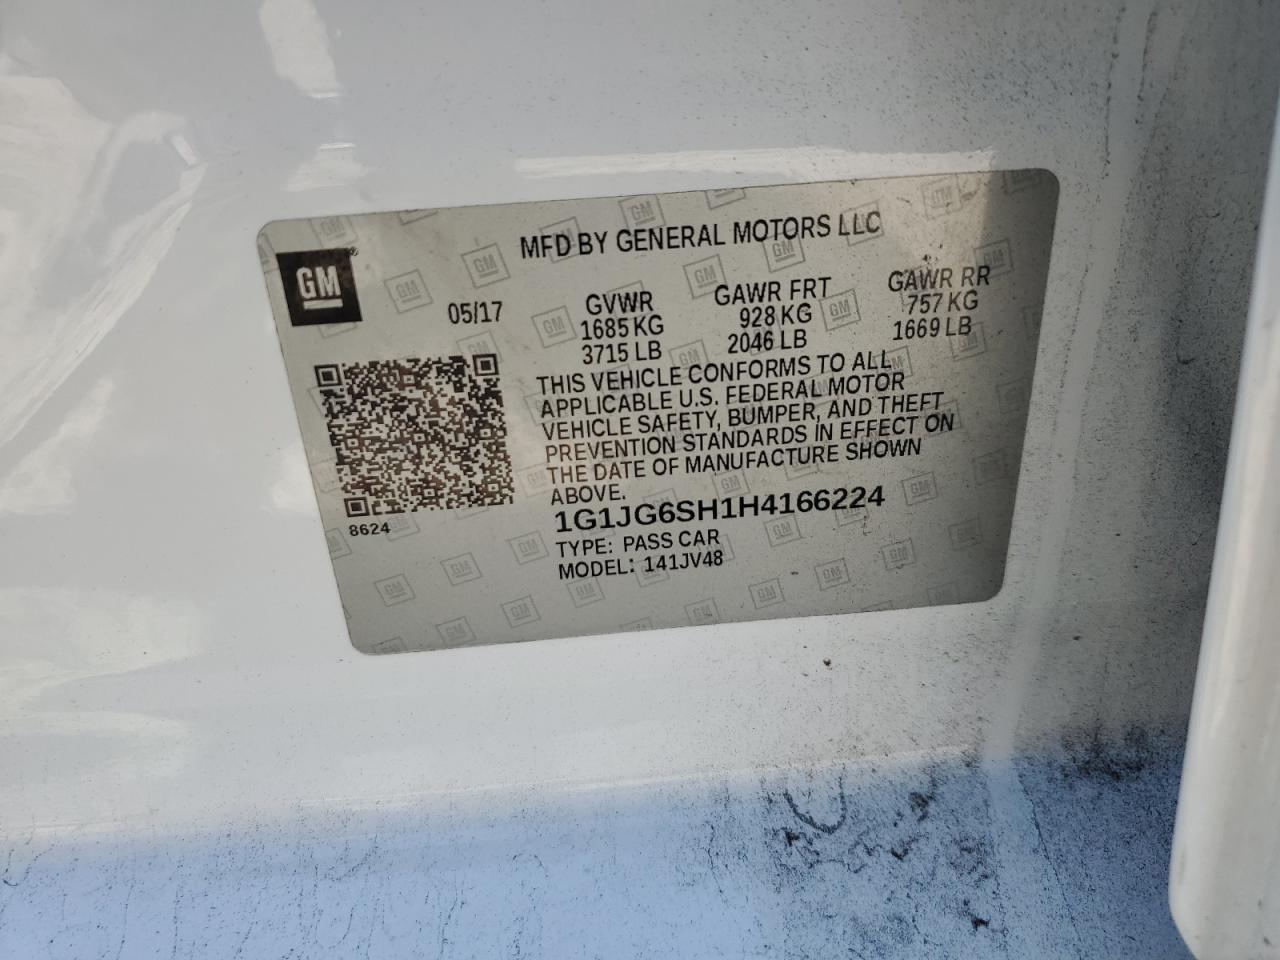 MFD BY GENERAL MOTORS LLC
GM
05/17
GVWR GAWR FRT GAWR RR
1685 KG 928 KG 757 KG
3715 LB 2046 LB 1669 LB
THIS VEHICLE CONFORMS TO ALL
APPLICABLE U.S. FEDERAL MOTOR
VEHICLE SAFETY, BUMPER, AND THEFT
PREVENTION STANDARDS IN EFFECT ON
THE DATE OF MANUFACTURE SHOWN
ABOVE.
8624
1G1JG6SH1H4166224
TYPE: PASS CAR
MODEL: 141JV48